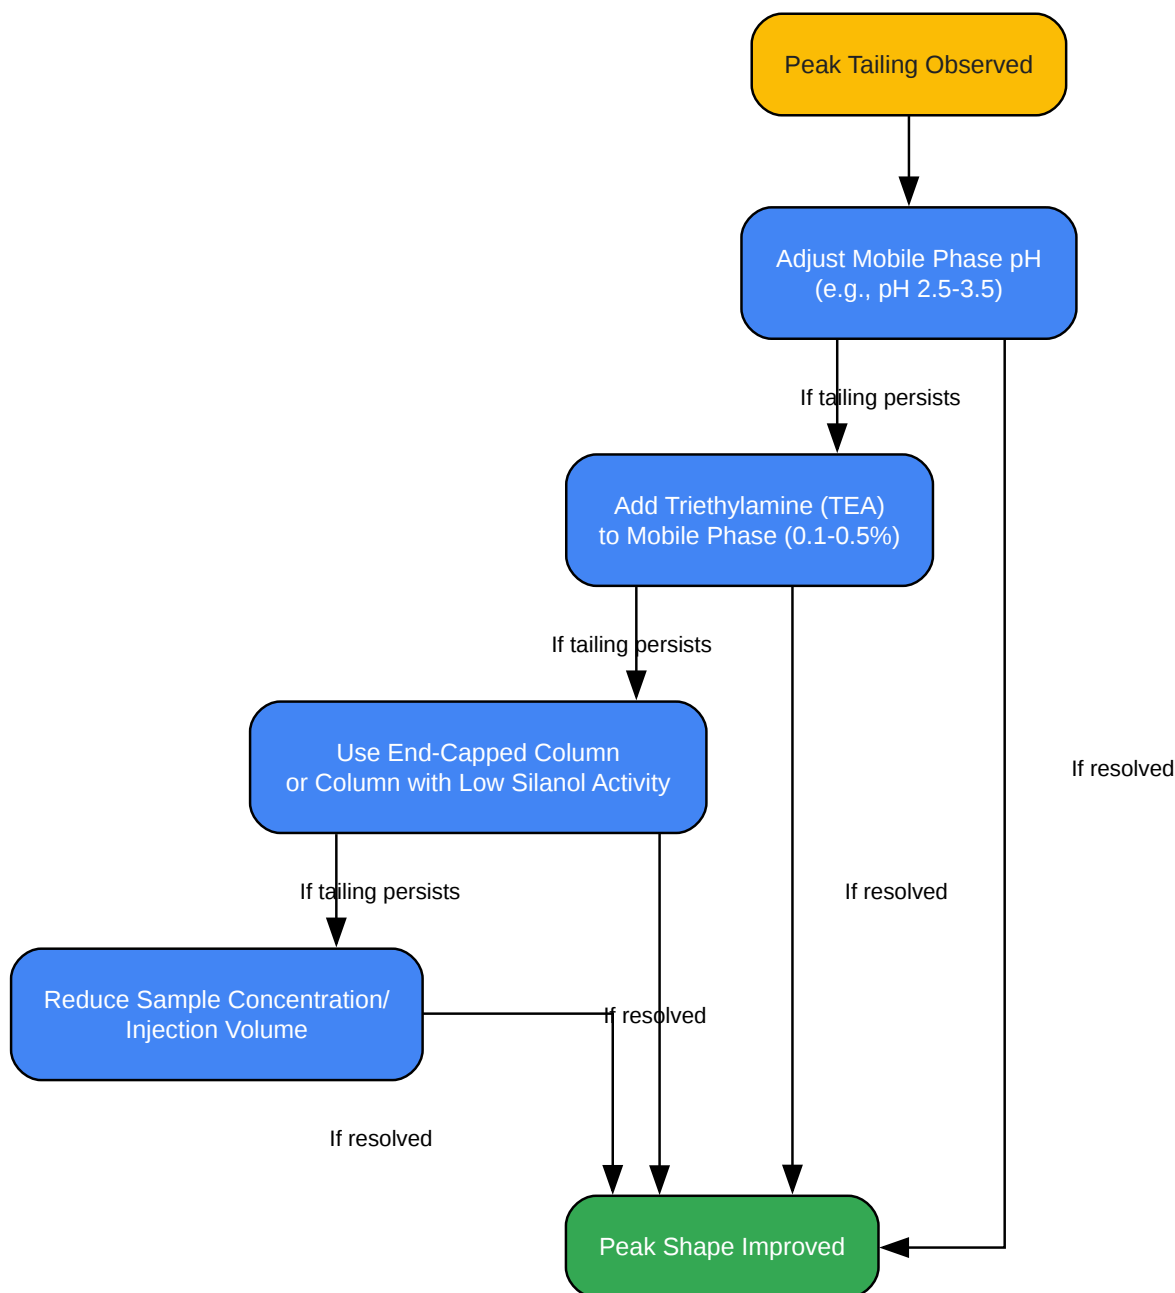 Peak Tailing Observed
Adjust Mobile Phase pH
(e.g., pH 2.5-3.5)
If tailing persists
Add Triethylamine (TEA)
to Mobile Phase (0.1-0.5%)
If tailing persists
Use End-Capped Column
or Column with Low Silanol Activity
If resolved
If tailing persists
If resolved
Reduce Sample Concentration/
Injection Volume
If resolved
If resolved
Peak Shape Improved